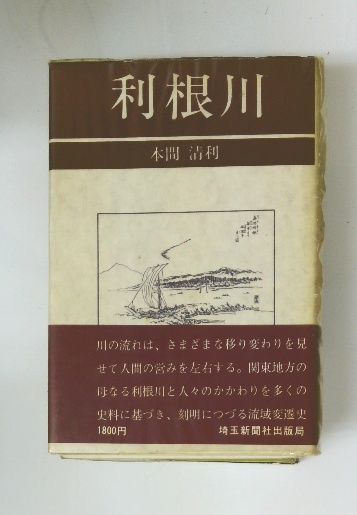 利根川
本間 清利
川の流れは、さまざまな移り変わりを見
せて人間の営みを左右する。関東地方の
母なる利根川と人々のかかわりを多くの
史料に基づき、刻明につづる流域変遷史
1800円
埼玉新聞社出版局